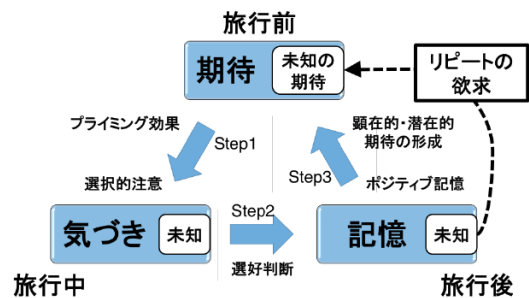 旅行前
期待
未知の
期待
リピートの
欲求
プライミング効果
Step1
選択的注意
顕在的・潜在的
期待の形成
Step3
ポジティブ記憶
気づき
未知
Step2
選好判断
記憶
未知
旅行中
旅行後